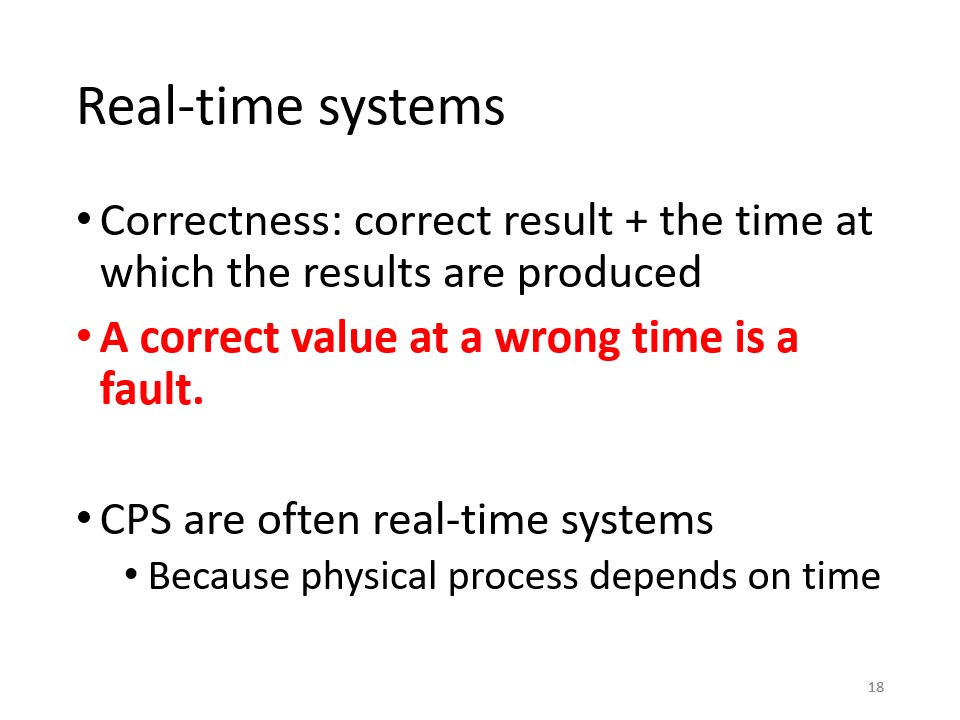 Real-time systems
• Correctness: correct result + the time at
which the results are produced
• A correct value at a wrong time is a
fault.
• CPS are often real-time systems
• Because physical process depends on time
18